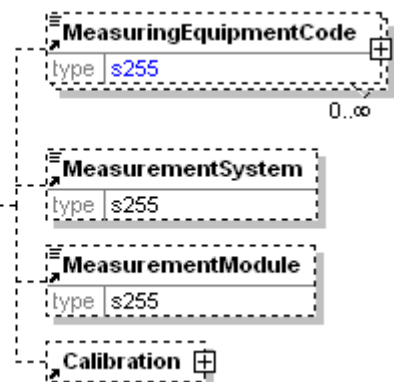 MeasuringEquipmentCode
type s255
0..∞
MeasurementSystem
type s255
MeasurementModule
type s255
Calibration